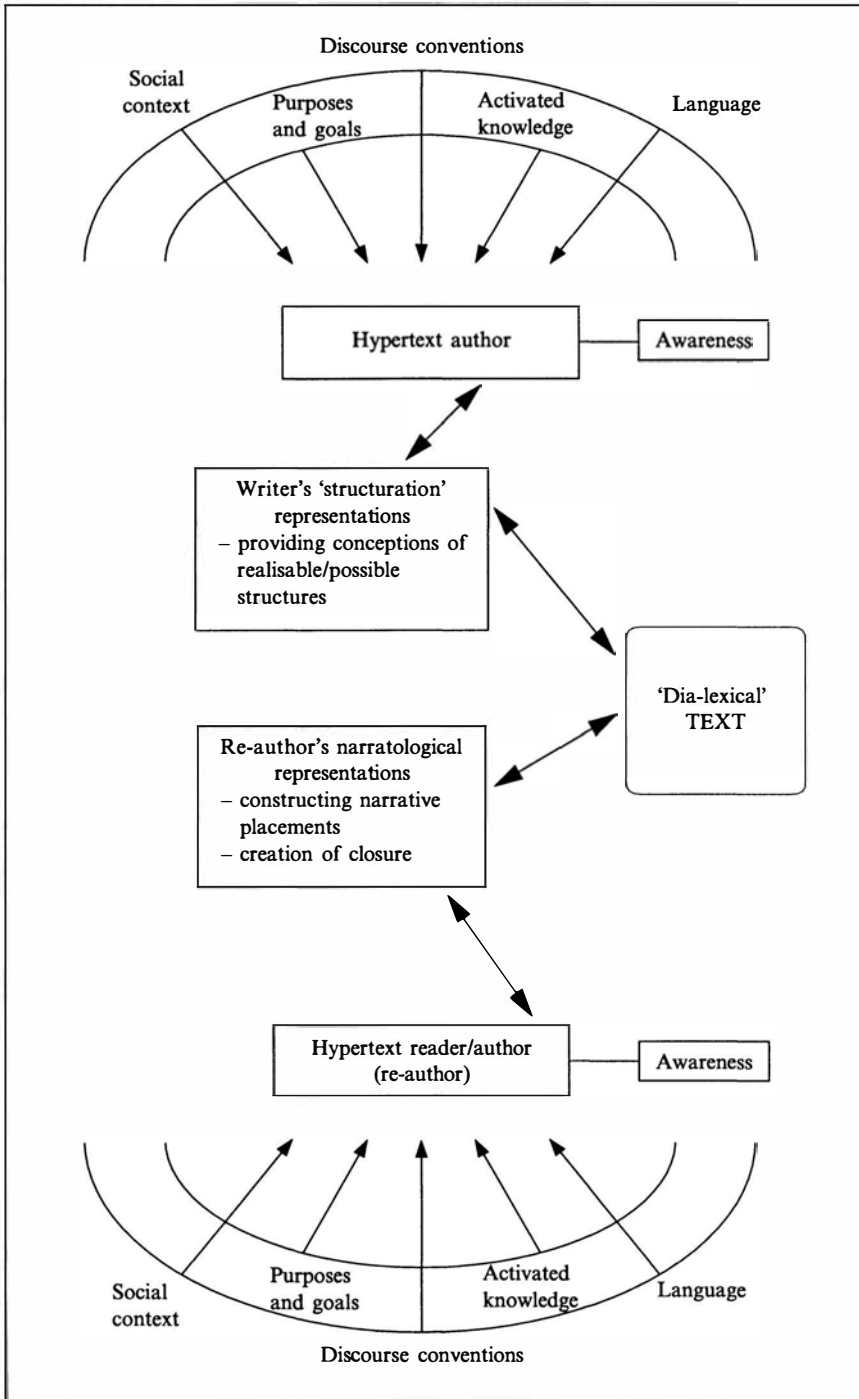 Discourse conventions
Social
context
Purposes
and goals
Activated
knowledge
Language
Hypertext author
Awareness
Writer's ‘structuration’
representations
– providing conceptions of
realisable/possible
structures
‘Dia-lexical’
TEXT
Re-author's narratological
representations
– constructing narrative
placements
– creation of closure
Hypertext reader/author
(re-author)
Awareness
Social
context
Purposes
and goals
Activated
knowledge
Language
Discourse conventions